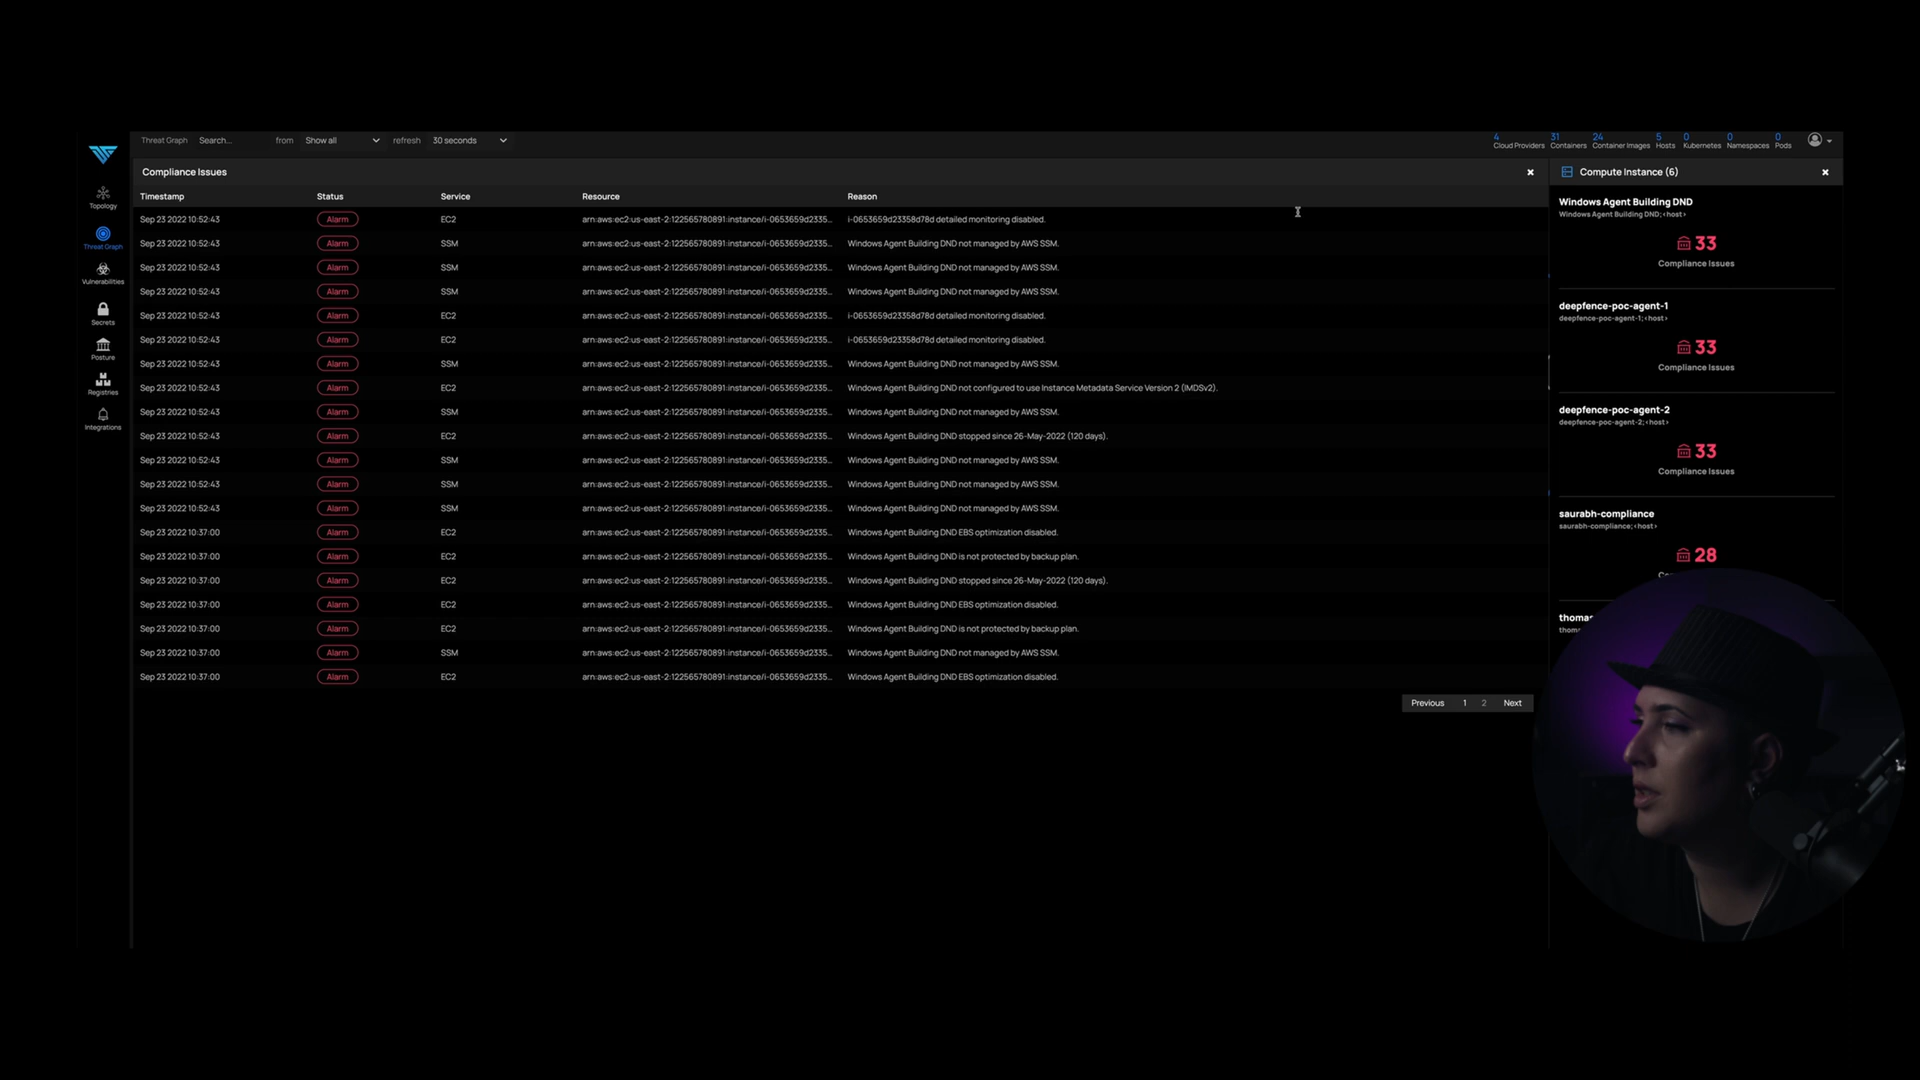 Threat Graph Search... from Show all refresh 30 seconds
4 31 24 5 0 0 0
Cloud Providers Containers Container Images Hosts Kubernetes Namespaces Pods
Topology
Threat Graph
Vulnerabilities
Secrets
Posture
Registries
Integrations
Compliance Issues
Timestamp Status Service Resource Reason
Sep 23 2022 10:52:43 Alarm EC2 arn:aws:ec2:us-east-2:122565780891:instance/i-0653659d2335... i-0653659d23358d78d detailed monitoring disabled.
Sep 23 2022 10:52:43 Alarm SSM arn:aws:ec2:us-east-2:122565780891:instance/i-0653659d2335... Windows Agent Building DND not managed by AWS SSM.
Sep 23 2022 10:52:43 Alarm SSM arn:aws:ec2:us-east-2:122565780891:instance/i-0653659d2335... Windows Agent Building DND not managed by AWS SSM.
Sep 23 2022 10:52:43 Alarm SSM arn:aws:ec2:us-east-2:122565780891:instance/i-0653659d2335... Windows Agent Building DND not managed by AWS SSM.
Sep 23 2022 10:52:43 Alarm EC2 arn:aws:ec2:us-east-2:122565780891:instance/i-0653659d2335... i-0653659d23358d78d detailed monitoring disabled.
Sep 23 2022 10:52:43 Alarm EC2 arn:aws:ec2:us-east-2:122565780891:instance/i-0653659d2335... i-0653659d23358d78d detailed monitoring disabled.
Sep 23 2022 10:52:43 Alarm SSM arn:aws:ec2:us-east-2:122565780891:instance/i-0653659d2335... Windows Agent Building DND not managed by AWS SSM.
Sep 23 2022 10:52:43 Alarm EC2 arn:aws:ec2:us-east-2:122565780891:instance/i-0653659d2335... Windows Agent Building DND not configured to use Instance Metadata Service Version 2 (IMDSv2).
Sep 23 2022 10:52:43 Alarm SSM arn:aws:ec2:us-east-2:122565780891:instance/i-0653659d2335... Windows Agent Building DND not managed by AWS SSM.
Sep 23 2022 10:52:43 Alarm EC2 arn:aws:ec2:us-east-2:122565780891:instance/i-0653659d2335... Windows Agent Building DND stopped since 26-May-2022 (120 days).
Sep 23 2022 10:52:43 Alarm SSM arn:aws:ec2:us-east-2:122565780891:instance/i-0653659d2335... Windows Agent Building DND not managed by AWS SSM.
Sep 23 2022 10:52:43 Alarm SSM arn:aws:ec2:us-east-2:122565780891:instance/i-0653659d2335... Windows Agent Building DND not managed by AWS SSM.
Sep 23 2022 10:52:43 Alarm SSM arn:aws:ec2:us-east-2:122565780891:instance/i-0653659d2335... Windows Agent Building DND not managed by AWS SSM.
Sep 23 2022 10:37:00 Alarm EC2 arn:aws:ec2:us-east-2:122565780891:instance/i-0653659d2335... Windows Agent Building DND EBS optimization disabled.
Sep 23 2022 10:37:00 Alarm EC2 arn:aws:ec2:us-east-2:122565780891:instance/i-0653659d2335... Windows Agent Building DND is not protected by backup plan.
Sep 23 2022 10:37:00 Alarm EC2 arn:aws:ec2:us-east-2:122565780891:instance/i-0653659d2335... Windows Agent Building DND stopped since 26-May-2022 (120 days).
Sep 23 2022 10:37:00 Alarm EC2 arn:aws:ec2:us-east-2:122565780891:instance/i-0653659d2335... Windows Agent Building DND EBS optimization disabled.
Sep 23 2022 10:37:00 Alarm EC2 arn:aws:ec2:us-east-2:122565780891:instance/i-0653659d2335... Windows Agent Building DND is not protected by backup plan.
Sep 23 2022 10:37:00 Alarm SSM arn:aws:ec2:us-east-2:122565780891:instance/i-0653659d2335... Windows Agent Building DND not managed by AWS SSM.
Sep 23 2022 10:37:00 Alarm EC2 arn:aws:ec2:us-east-2:122565780891:instance/i-0653659d2335... Windows Agent Building DND EBS optimization disabled.
Previous 1 2 Next
Compute Instance (6)
Windows Agent Building DND
Windows Agent Building DND;<host>
33
Compliance Issues
deepfence-poc-agent-1
deepfence-poc-agent-1;<host>
33
Compliance Issues
deepfence-poc-agent-2
deepfence-poc-agent-2;<host>
33
Compliance Issues
saurabh-compliance
saurabh-compliance;<host>
28